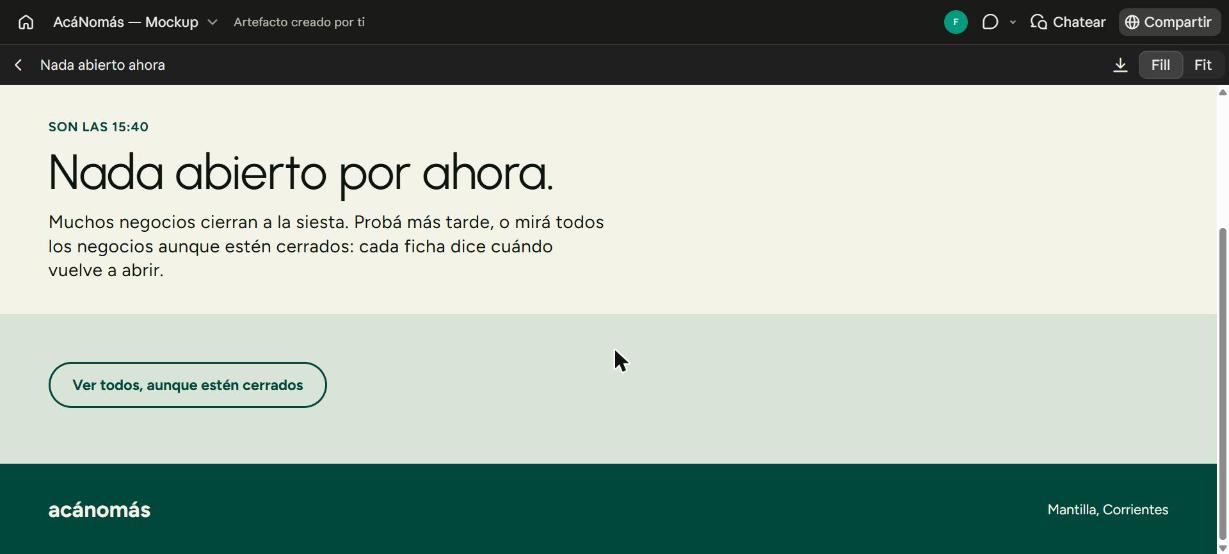 AcáNomás — Mockup
Artefacto creado por ti
F
Chatear
Compartir
Nada abierto ahora
Fill
Fit
SON LAS 15:40
Nada abierto por ahora.
Muchos negocios cierran a la siesta. Probá más tarde, o mirá todos
los negocios aunque estén cerrados: cada ficha dice cuándo
vuelve a abrir.
Ver todos, aunque estén cerrados
acánomás
Mantilla, Corrientes